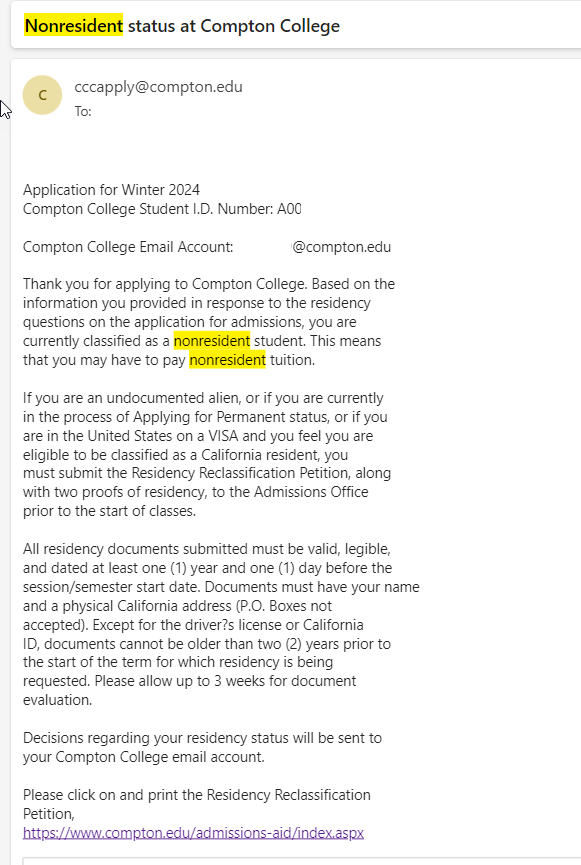 Nonresident status at Compton College
C
cccapply@compton.edu
To:
Application for Winter 2024
Compton College Student I.D. Number: A00
Compton College Email Account: @compton.edu
Thank you for applying to Compton College. Based on the
information you provided in response to the residency
questions on the application for admissions, you are
currently classified as a nonresident student. This means
that you may have to pay nonresident tuition.
If you are an undocumented alien, or if you are currently
in the process of Applying for Permanent status, or if you
are in the United States on a VISA and you feel you are
eligible to be classified as a California resident, you
must submit the Residency Reclassification Petition, along
with two proofs of residency, to the Admissions Office
prior to the start of classes.
All residency documents submitted must be valid, legible,
and dated at least one (1) year and one (1) day before the
session/semester start date. Documents must have your name
and a physical California address (P.O. Boxes not
accepted). Except for the driver?s license or California
ID, documents cannot be older than two (2) years prior to
the start of the term for which residency is being
requested. Please allow up to 3 weeks for document
evaluation.
Decisions regarding your residency status will be sent to
your Compton College email account.
Please click on and print the Residency Reclassification
Petition,
https://www.compton.edu/admissions-aid/index.aspx